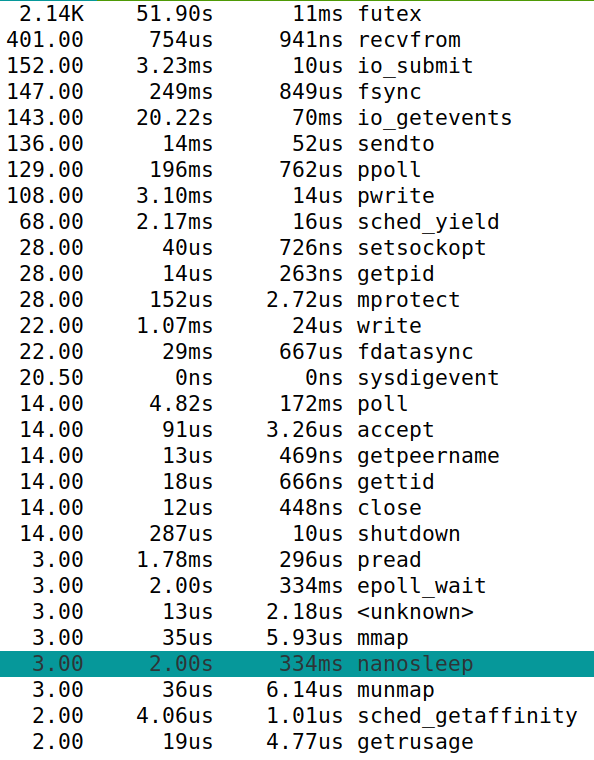 2.14K 51.90s 11ms futex
401.00 754us 941ns recvfrom
152.00 3.23ms 10us io_submit
147.00 249ms 849us fsync
143.00 20.22s 70ms io_getevents
136.00 14ms 52us sendto
129.00 196ms 762us ppoll
108.00 3.10ms 14us pwrite
68.00 2.17ms 16us sched_yield
28.00 40us 726ns setsockopt
28.00 14us 263ns getpid
28.00 152us 2.72us mprotect
22.00 1.07ms 24us write
22.00 29ms 667us fdatasync
20.50 0ns 0ns sysdigevent
14.00 4.82s 172ms poll
14.00 91us 3.26us accept
14.00 13us 469ns getpeername
14.00 18us 666ns gettid
14.00 12us 448ns close
14.00 287us 10us shutdown
3.00 1.78ms 296us pread
3.00 2.00s 334ms epoll_wait
3.00 13us 2.18us <unknown>
3.00 35us 5.93us mmap
3.00 2.00s 334ms nanosleep
3.00 36us 6.14us munmap
2.00 4.06us 1.01us sched_getaffinity
2.00 19us 4.77us getrusage